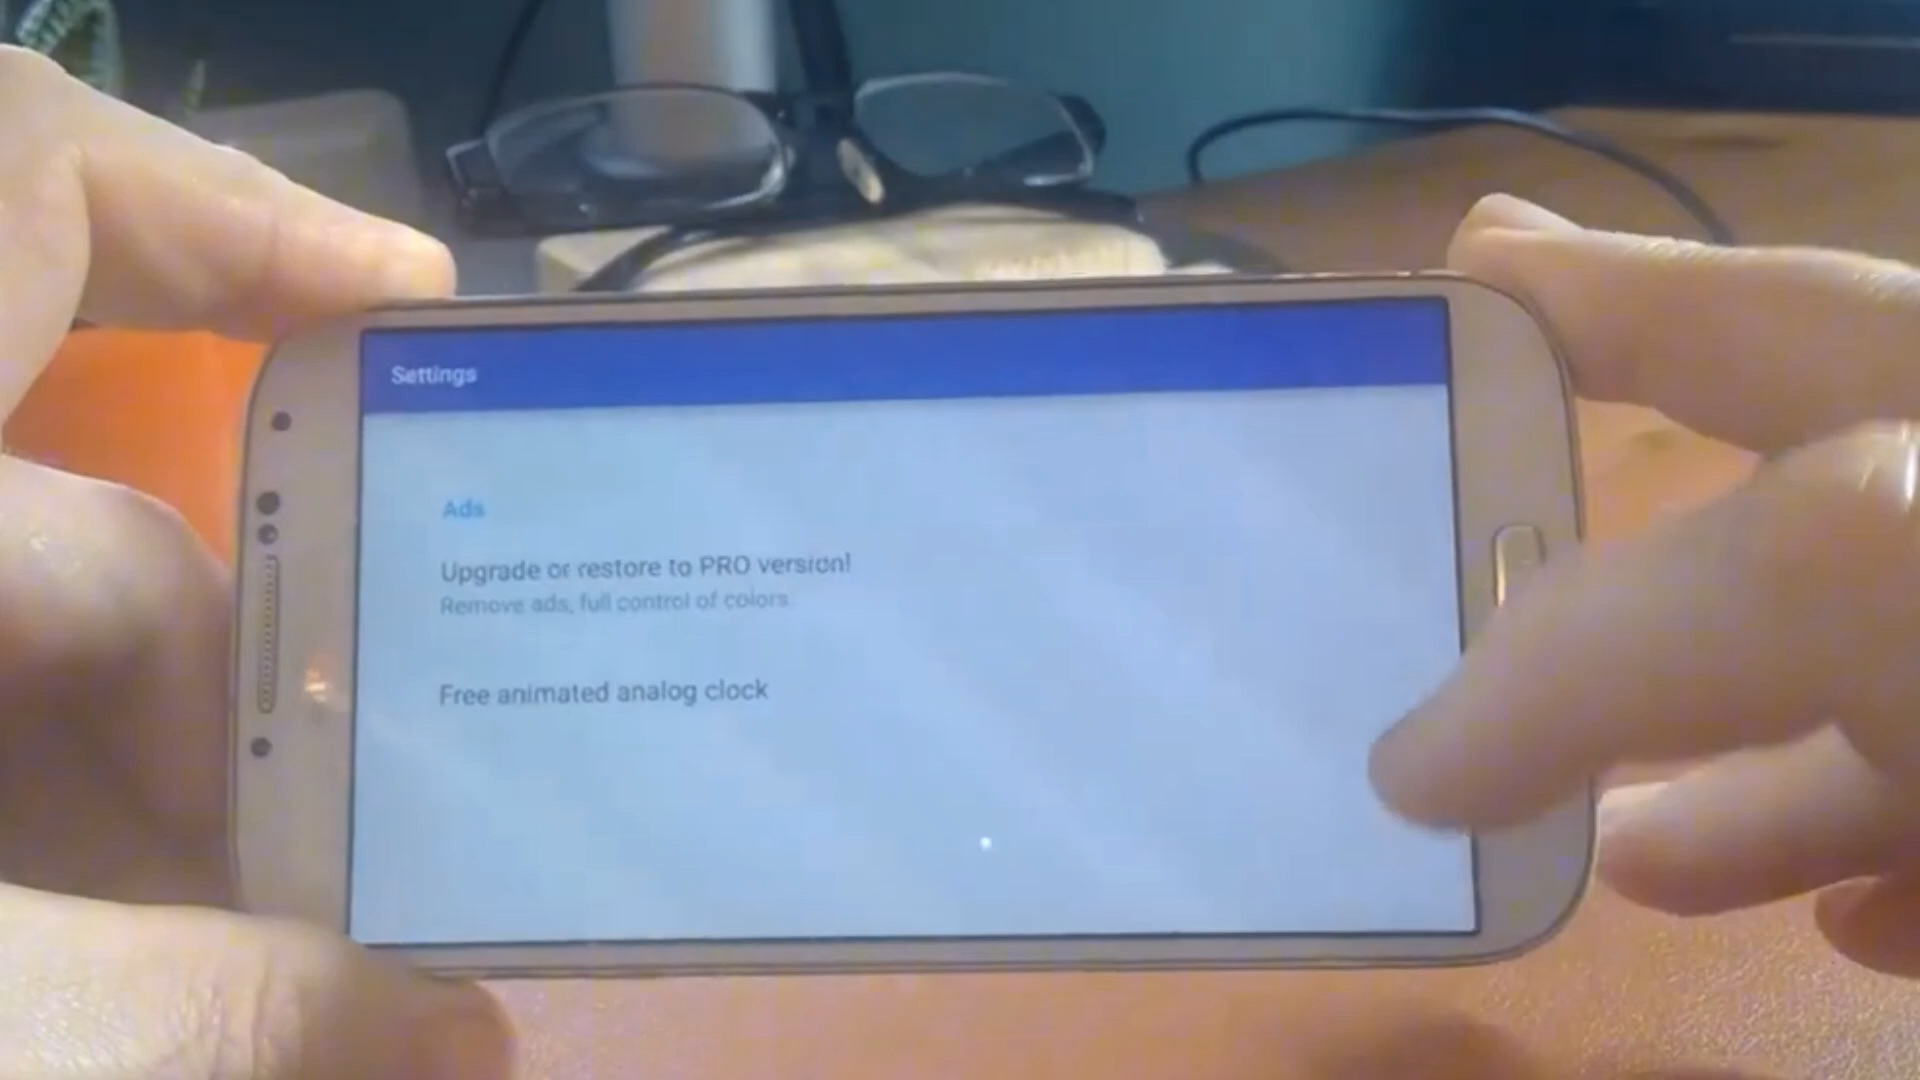 Settings
Ads
Upgrade or restore to PRO version!
Remove ads, full control of colors.
Free animated analog clock